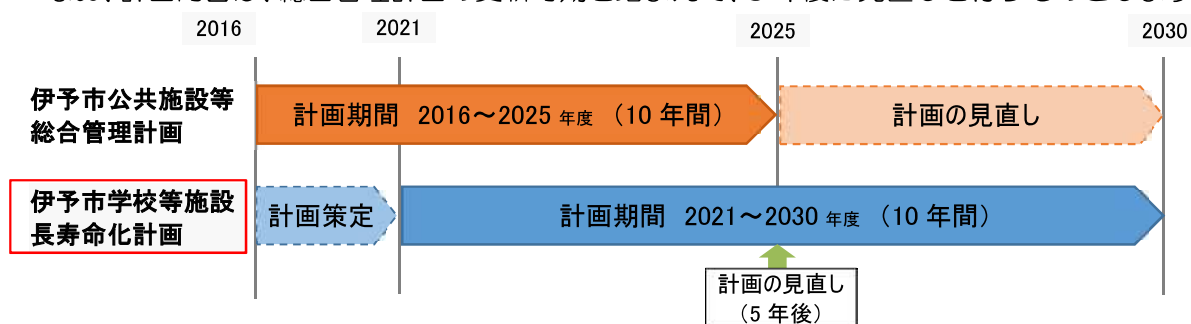 2016
2021
2025
2030
伊予市公共施設等
総合管理計画
計画期間 2016～2025 年度 （10 年間）
計画の見直し
伊予市学校等施設
長寿命化計画
計画策定
計画期間 2021～2030 年度 （10 年間）
計画の見直し
（5 年後）